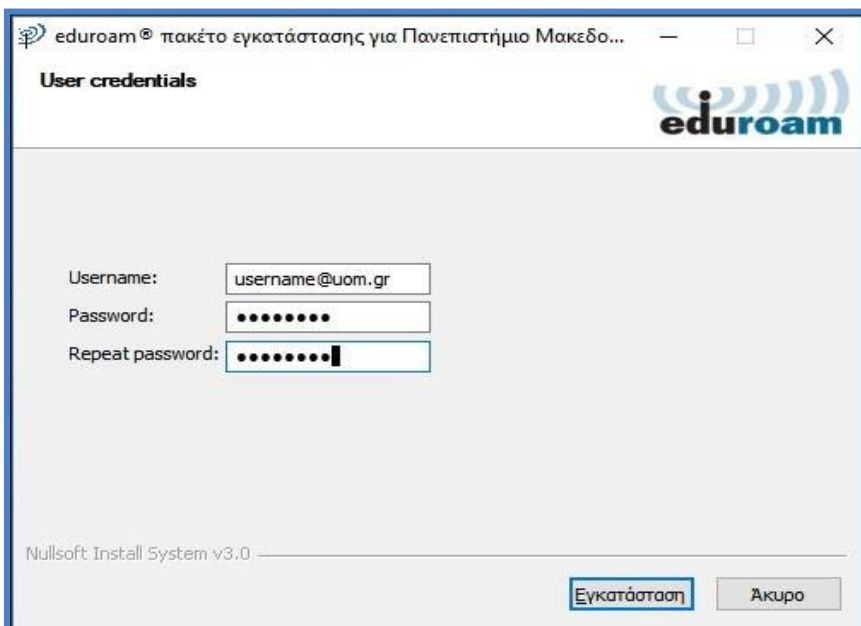 eduroam® πακέτο εγκατάστασης για Πανεπιστήμιο Μακεδο...
User credentials
eduroam
Username: username@uom.gr
Password: ••••••••
Repeat password: ••••••••
Nullsoft Install System v3.0
Εγκατάσταση Άκυρο